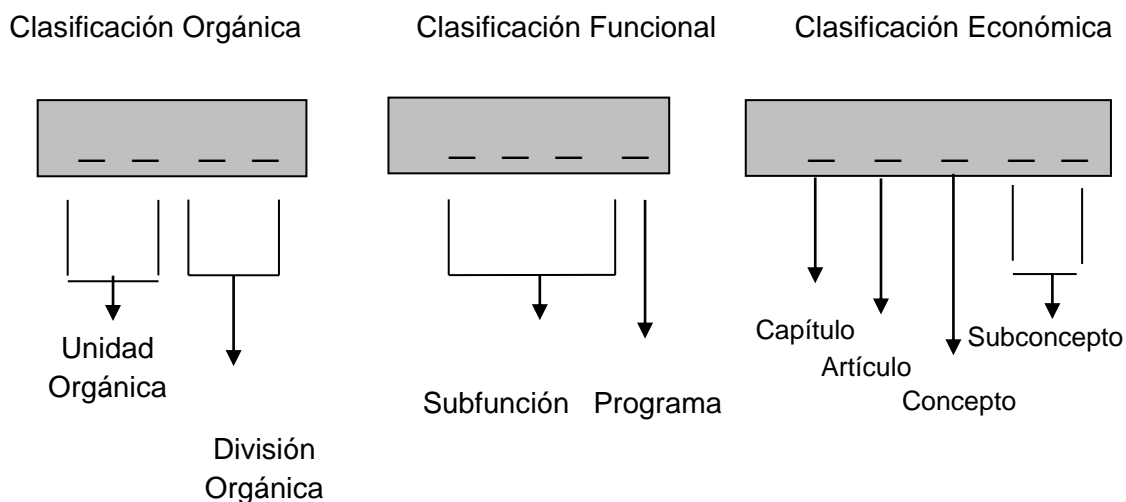 Clasificación Orgánica
Clasificación Funcional
Clasificación Económica
Unidad
Orgánica
División
Orgánica
Subfunción
Programa
Capítulo
Artículo
Concepto
Subconcepto